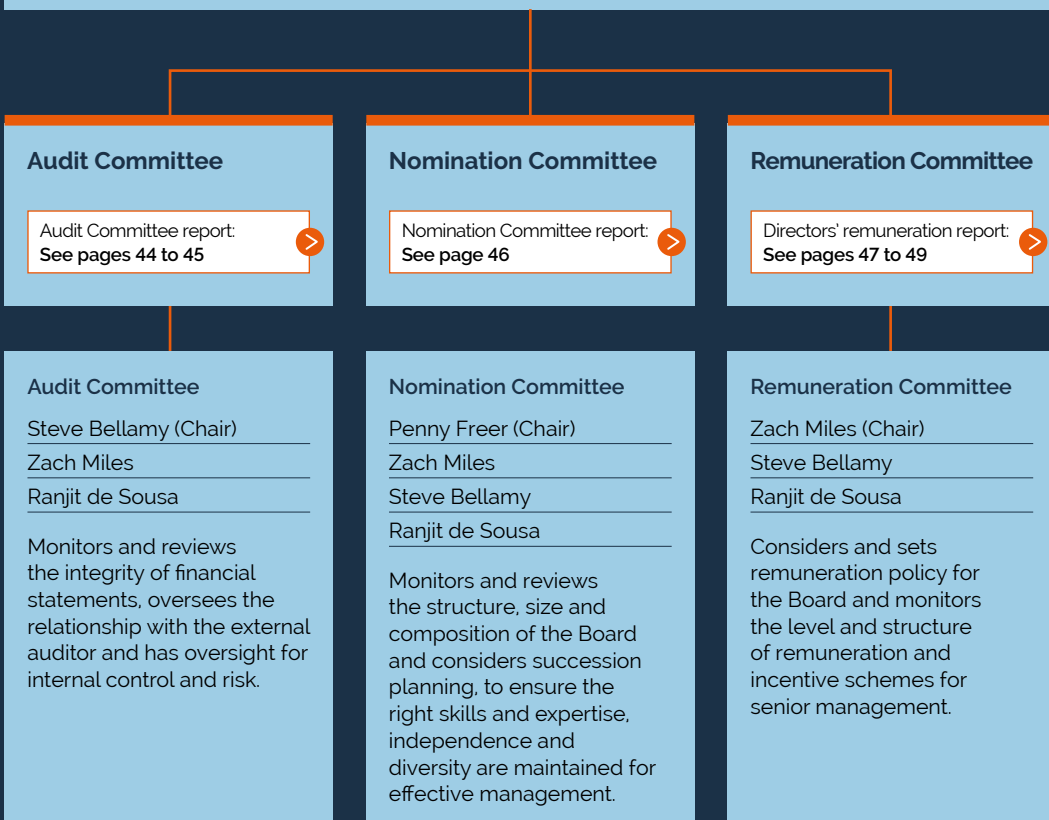 Audit Committee
Audit Committee report:
See pages 44 to 45
Nomination Committee
Nomination Committee report:
See page 46
Remuneration Committee
Directors' remuneration report:
See pages 47 to 49
Audit Committee
Steve Bellamy (Chair)
Zach Miles
Ranjit de Sousa
Monitors and reviews
the integrity of financial
statements, oversees the
relationship with the external
auditor and has oversight for
internal control and risk.
Nomination Committee
Penny Freer (Chair)
Zach Miles
Steve Bellamy
Ranjit de Sousa
Monitors and reviews
the structure, size and
composition of the Board
and considers succession
planning, to ensure the
right skills and expertise,
independence and
diversity are maintained for
effective management.
Remuneration Committee
Zach Miles (Chair)
Steve Bellamy
Ranjit de Sousa
Considers and sets
remuneration policy for
the Board and monitors
the level and structure
of remuneration and
incentive schemes for
senior management.